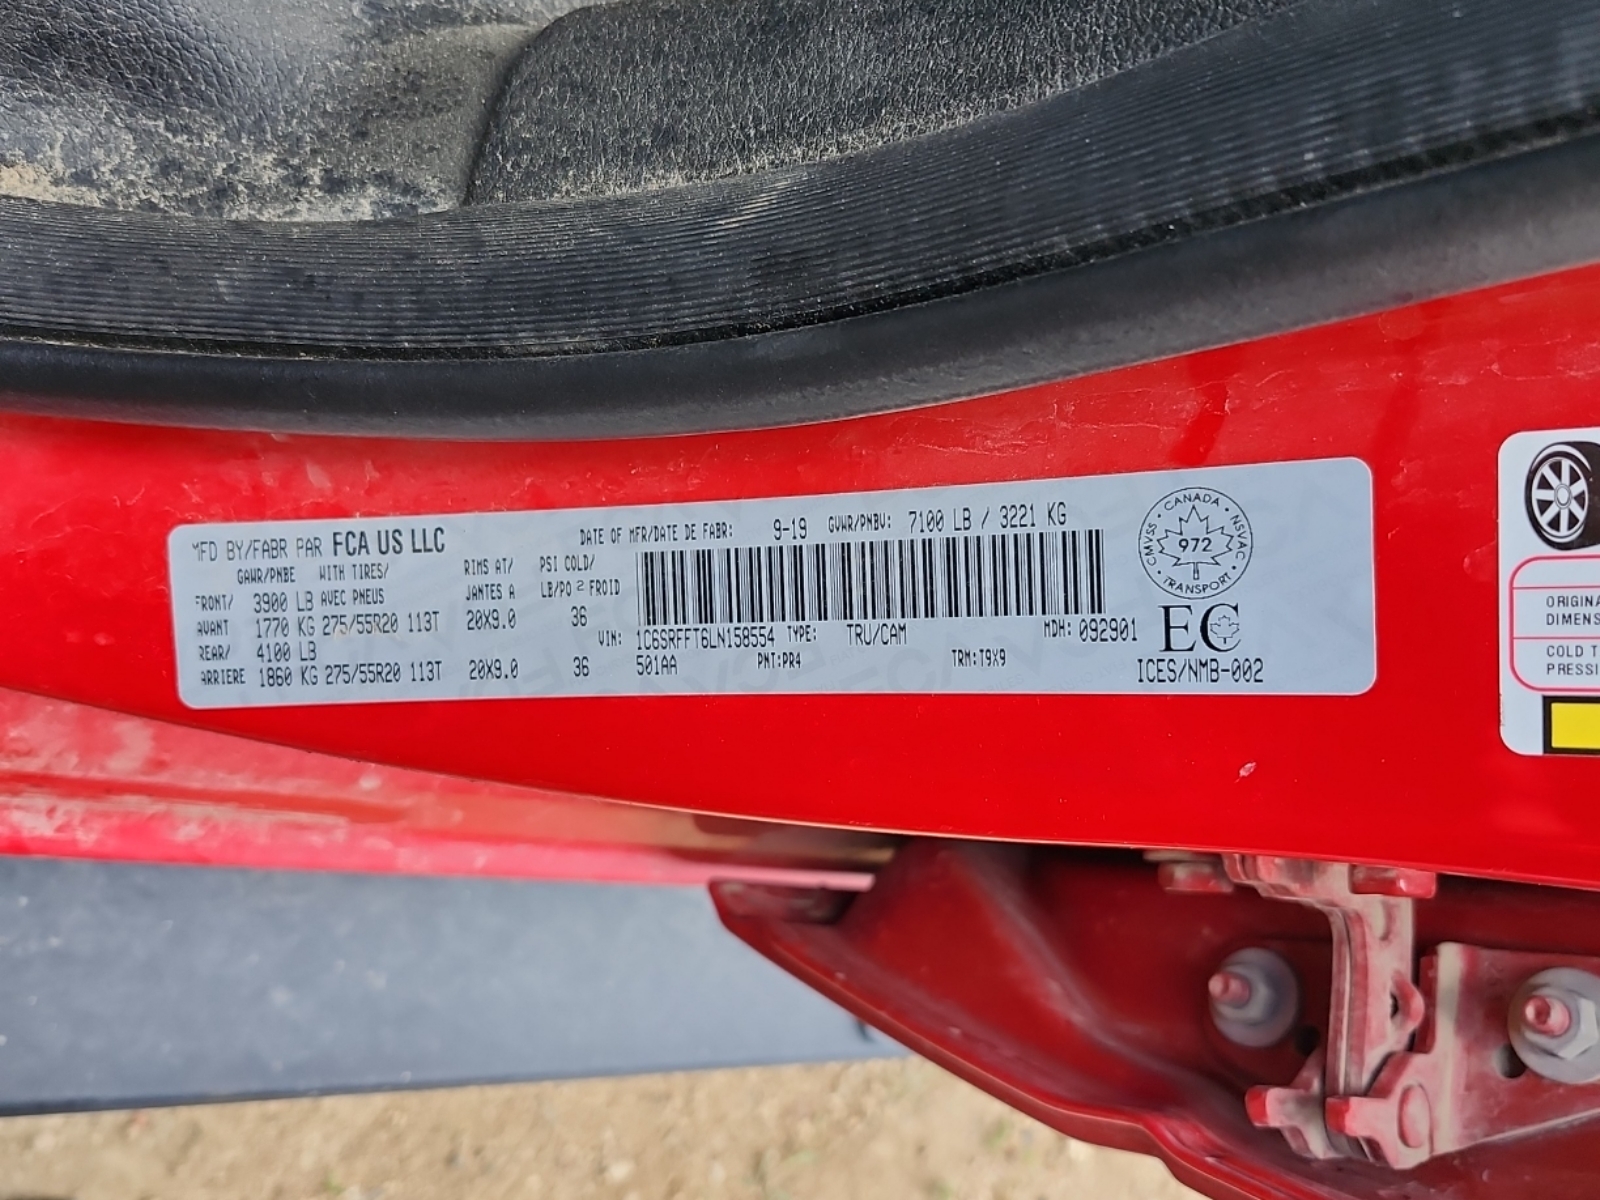 MFD BY/FABR PAR FCA US LLC DATE OF MFR/DATE DE FABR: 9-19 GVWR/PNBV: 7100 LB / 3221 KG
GAWR/PNBE WITH TIRES/ RIMS AT/ PSI COLD/
FRONT/ 3900 LB AVEC PNEUS JANTES A LB/PO² FROID
AVANT 1770 KG 275/55R20 113T 20X9.0 36
VIN: 1C6SRFFT6LN158554 TYPE: TRU/CAM MDH: 092901
REAR/ 4100 LB
ARRIERE 1860 KG 275/55R20 113T 20X9.0 36 501AA PNT:PR4 TRM:T9X9
CANADA
CMVSS • NSVAC
972
TRANSPORT
EC
ICES/NMB-002
ORIGINA
DIMENS
COLD T
PRESSI